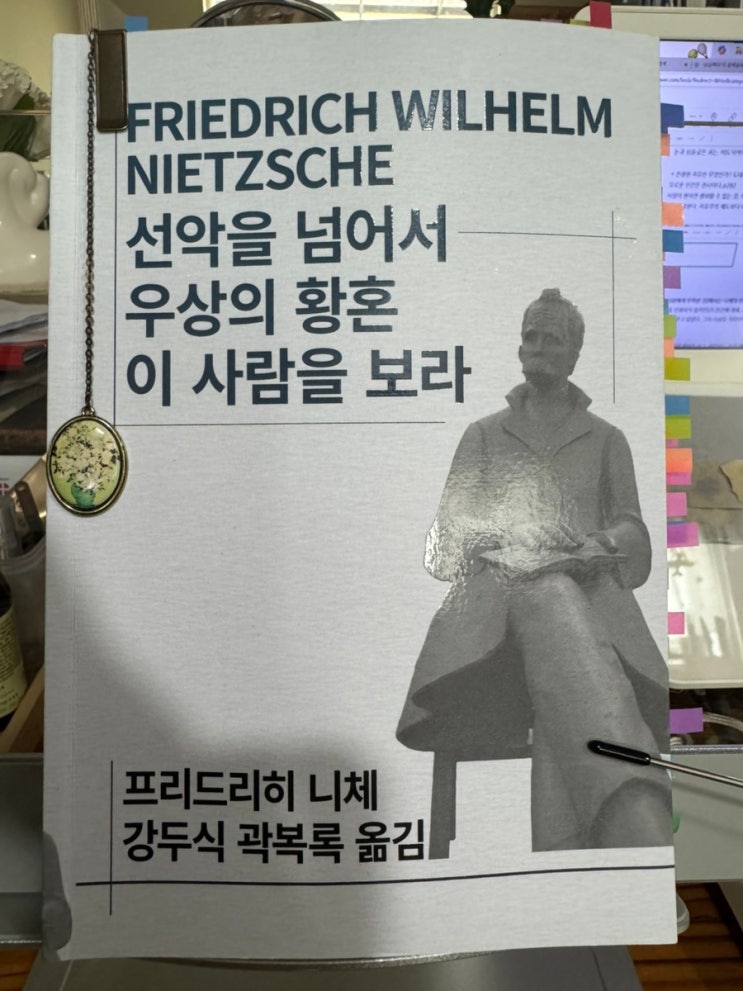 FRIEDRICH WILHELM
NIETZSCHE
선악을 넘어서
우상의 황혼
이 사람을 보라
프리드리히 니체
강두식 곽복록 옮김